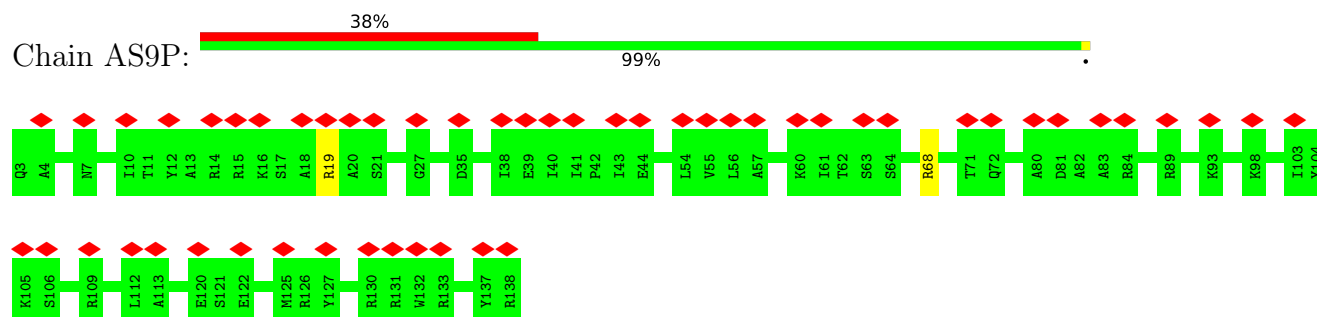 38%
Chain AS9P:
99%
•
Q3 A4 N7 I10 T11 Y12 A13 R14 R15 K16 S17 A18 R19 A20 S21 G27 D35 I38 E39 I40 I41 P42 I43 E44 L54 V55 L56 A57 K60 I61 T62 S63 S64 R68 T71 Q72 A80 D81 A82 A83 R84 R89 K93 K98 I103 Y104
K105 S106 R109 L112 A113 E120 S121 E122 M125 R126 Y127 R130 R131 W132 R133 Y137 R138